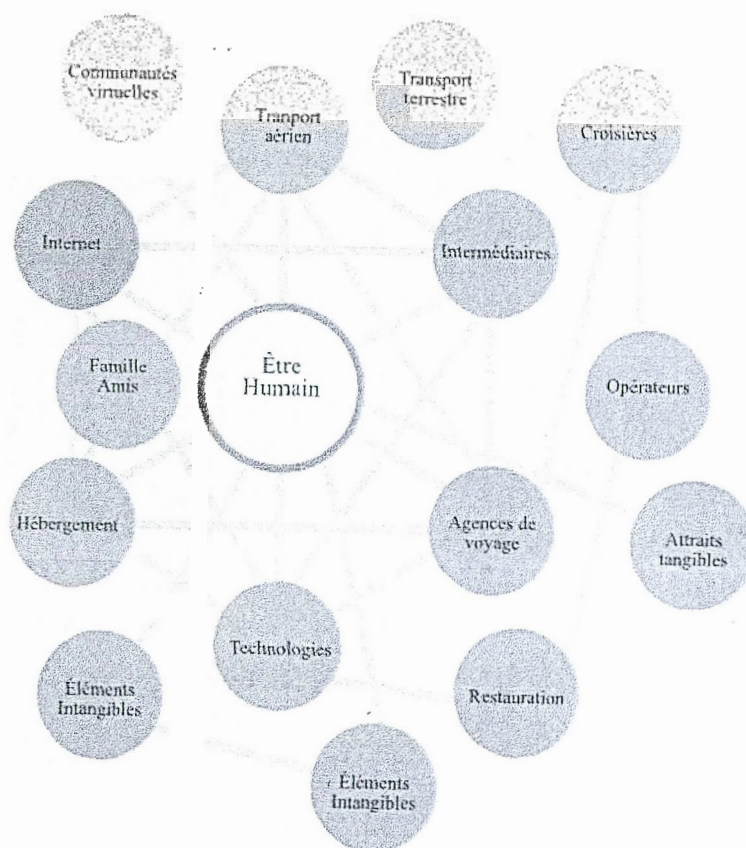 Communautés
virtuelles
Tranport
aérien
Transport
terrestre
Croisières
Internet
Intermédiaires
Famille
Amis
Être
Humain
Opérateurs
Hébergement
Agences de
voyage
Attraits
tangibles
Technologies
Éléments
Intangibles
Restauration
Éléments
Intangibles